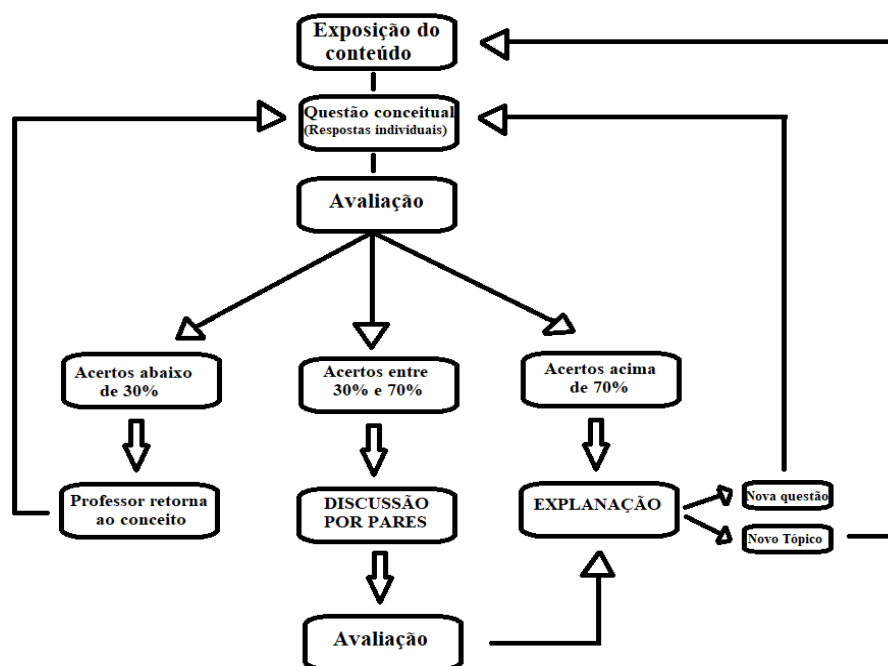 Exposição do
conteúdo
Questão conceitual
(Respostas individuais)
Avaliação
Acertos abaixo
de 30%
Acertos entre
30% e 70%
Acertos acima
de 70%
Professor retorna
ao conceito
DISCUSSÃO
POR PARES
EXPLANAÇÃO
Nova questão
Novo Tópico
Avaliação